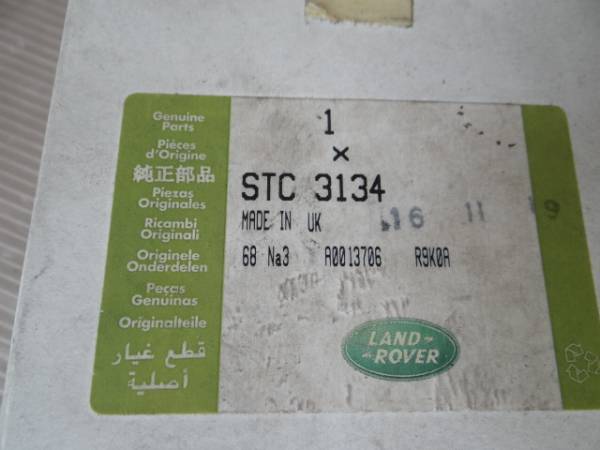 Genuine
Parts
Pièces
d'Origine
純正部品
Piezas
Originales
Ricambi
Originali
Originele
Onderdelen
Peças
Genuinas
Originalteile
قطع غيار
أصلية
1
×
STC 3134
MADE IN UK
16 11 9
68 Na3 A0013706 R9K0A
LAND-
-ROVER